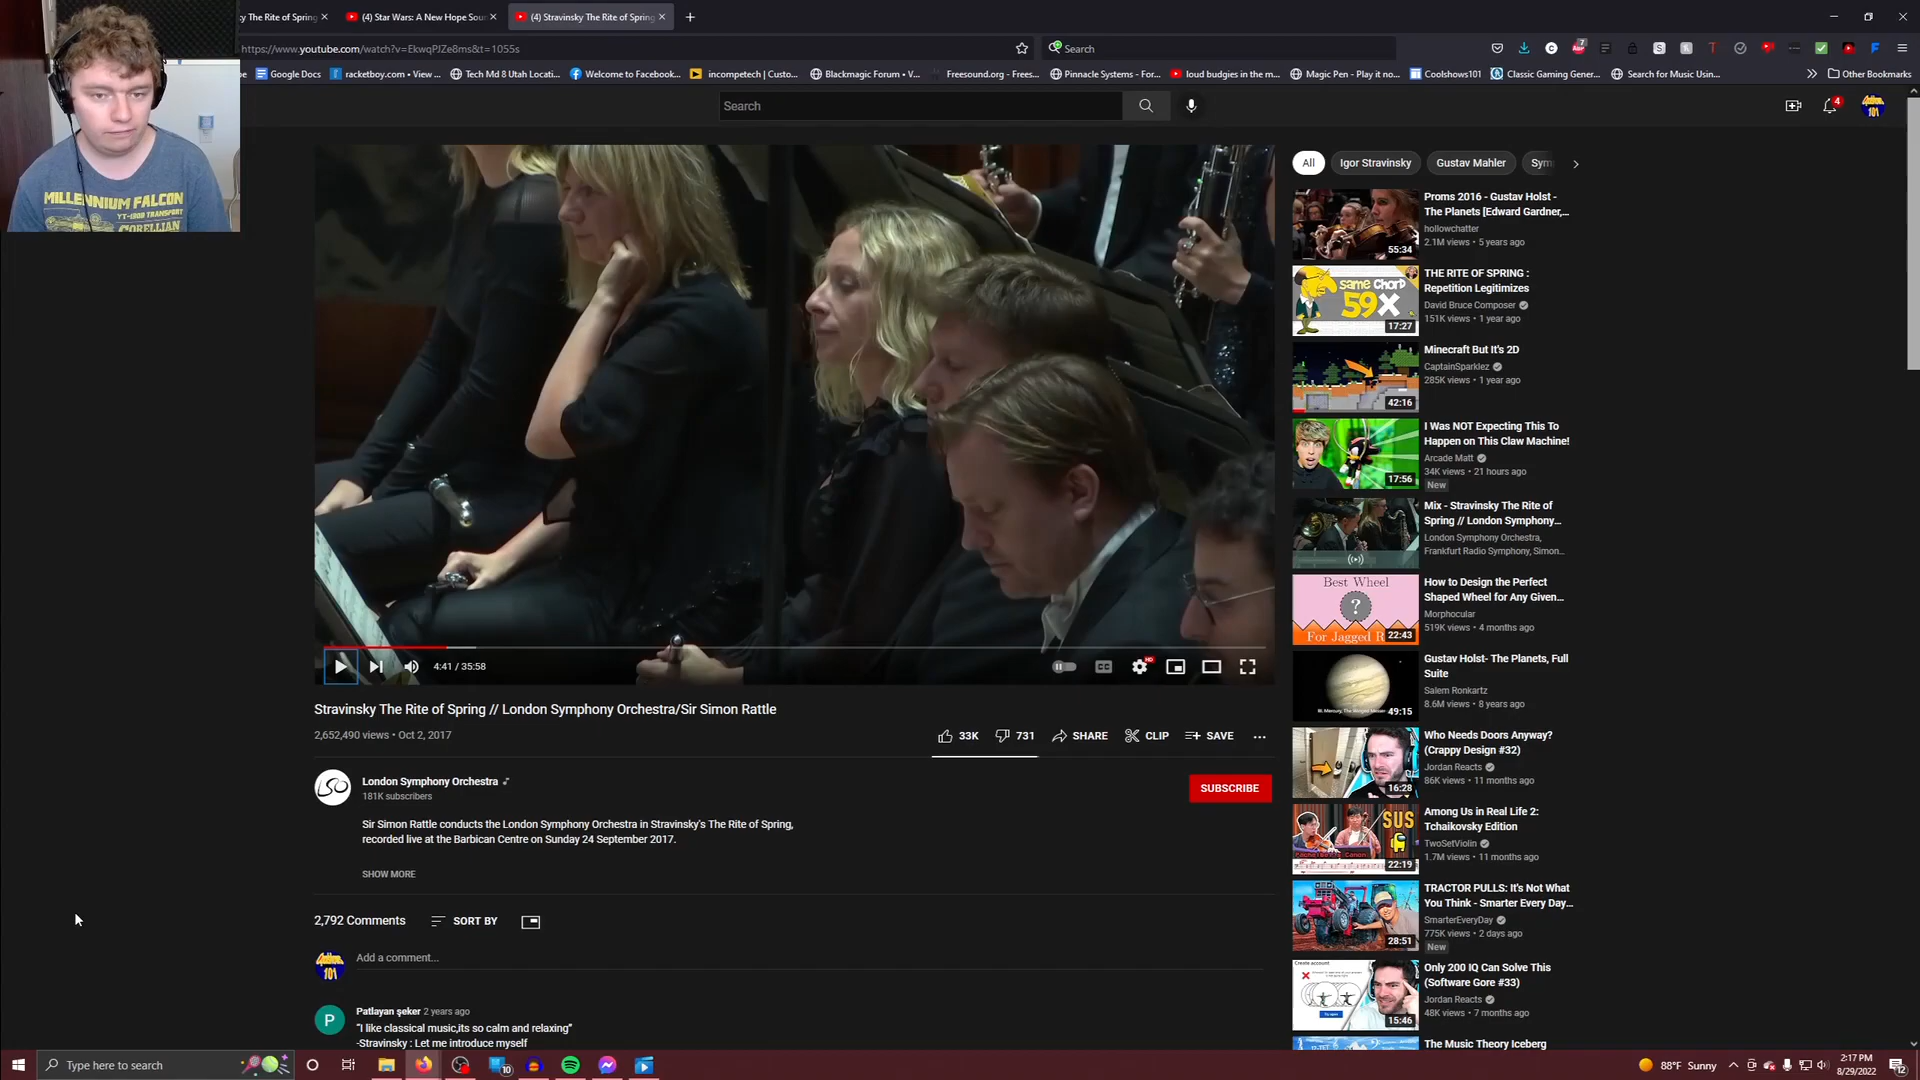 cy The Rite of Spring
(4) Star Wars: A New Hope Sou
(4) Stravinsky The Rite of Spring
https://www.youtube.com/watch?v=EkwqPJZe8ms&t=1055s
Search
Google Docs
racketboy.com • View ...
Tech Md 8 Utah Locati...
Welcome to Facebook...
incompetech | Custo...
Blackmagic Forum • V...
Freesound.org - Frees...
Pinnacle Systems - For...
loud budgies in the m...
Magic Pen - Play it no...
Coolshows101
Classic Gaming Gener...
Search for Music Usin...
Other Bookmarks
Search
4
MILLENNIUM FALCON
YT-1300 TRANSPORT
CORELLIAN
All
Igor Stravinsky
Gustav Mahler
Sym
Proms 2016 - Gustav Holst -
The Planets [Edward Gardner,...
hollowchatter
2.1M views • 5 years ago
55:34
THE RITE OF SPRING :
Repetition Legitimizes
David Bruce Composer
151K views • 1 year ago
SAME CHORD
59X
17:27
Minecraft But It's 2D
CaptainSparklez
285K views • 1 year ago
42:16
I Was NOT Expecting This To
Happen on This Claw Machine!
Arcade Matt
34K views • 21 hours ago
New
17:56
Mix - Stravinsky The Rite of
Spring // London Symphony...
London Symphony Orchestra,
Frankfurt Radio Symphony, Simon...
How to Design the Perfect
Shaped Wheel for Any Given...
Morphocular
519K views • 4 months ago
Best Wheel
?
For Jagged R
22:43
Gustav Holst- The Planets, Full
Suite
Salem Ronkartz
8.6M views • 8 years ago
49:15
Who Needs Doors Anyway?
(Crappy Design #32)
Jordan Reacts
86K views • 11 months ago
16:28
Among Us in Real Life 2:
Tchaikovsky Edition
TwoSetViolin
1.7M views • 11 months ago
SUS
22:19
TRACTOR PULLS: It's Not What
You Think - Smarter Every Day...
SmarterEveryDay
775K views • 2 days ago
New
28:51
Only 200 IQ Can Solve This
(Software Gore #33)
Jordan Reacts
48K views • 7 months ago
15:46
The Music Theory Iceberg
4:41 / 35:58
CC
HD
Stravinsky The Rite of Spring // London Symphony Orchestra/Sir Simon Rattle
2,652,490 views • Oct 2, 2017
33K
731
SHARE
CLIP
SAVE
LSO
London Symphony Orchestra
181K subscribers
SUBSCRIBE
Sir Simon Rattle conducts the London Symphony Orchestra in Stravinsky's The Rite of Spring,
recorded live at the Barbican Centre on Sunday 24 September 2017.
SHOW MORE
2,792 Comments
SORT BY
Add a comment...
P
Patlayan şeker 2 years ago
"I like classical music,its so calm and relaxing"
-Stravinsky : Let me introduce myself
Type here to search
10
88°F Sunny
2:17 PM
8/29/2022
12